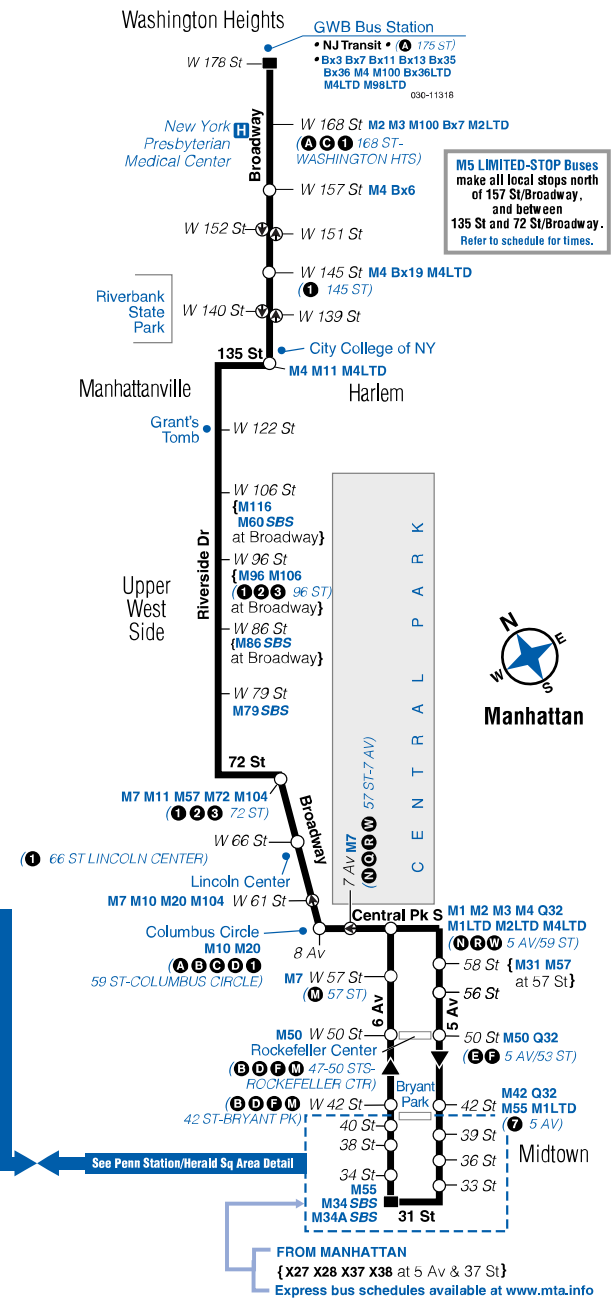 Washington Heights
GWB Bus Station
• NJ Transit • (A 175 ST)
W 178 St
• Bx3 Bx7 Bx11 Bx13 Bx35
Bx36 M4 M100 Bx36LTD
M4LTD M98LTD
030-11318
Broadway
New York H
Presbyterian
Medical Center
W 168 St M2 M3 M100 Bx7 M2LTD
(A C 1 168 ST-
WASHINGTON HTS)
M5 LIMITED-STOP Buses
make all local stops north
of 157 St/Broadway,
and between
135 St and 72 St/Broadway.
Refer to schedule for times.
W 157 St M4 Bx6
W 152 St
W 151 St
W 145 St M4 Bx19 M4LTD
(1 145 ST)
Riverbank
State
Park
W 140 St
W 139 St
City College of NY
135 St
M4 M11 M4LTD
Manhattanville
Harlem
Grant's
Tomb
W 122 St
Riverside Dr
W 106 St
{M116
M60 SBS
at Broadway}
W 96 St
{M96 M106
(1 2 3 96 ST)
at Broadway}
Upper
West
Side
W 86 St
{M86 SBS
at Broadway}
W 79 St
M79 SBS
CENTRAL PARK
N
E
W
S
Manhattan
72 St
M7 M11 M57 M72 M104
(1 2 3 72 ST)
Broadway
W 66 St
(1 66 ST LINCOLN CENTER)
Lincoln Center
7 Av M7
(N Q R W 57 ST-7 AV)
M7 M10 M20 M104 W 61 St
Columbus Circle
M10 M20
(A B C D 1
59 ST-COLUMBUS CIRCLE)
8 Av
Central Pk S
M1 M2 M3 M4 Q32
M1LTD M2LTD M4LTD
(N R W 5 AV/59 ST)
M7 W 57 St
(M 57 ST)
6 Av
5 Av
58 St {M31 M57
at 57 St}
56 St
M50 W 50 St
Rockefeller Center
(B D F M 47-50 STS-
ROCKEFELLER CTR)
50 St M50 Q32
(E F 5 AV/53 ST)
(B D F M W 42 St
42 ST-BRYANT PK)
Bryant
Park
42 St
M42 Q32
M55 M1LTD
(7 5 AV)
40 St
38 St
39 St
36 St
Midtown
See Penn Station/Herald Sq Area Detail
34 St
M55
M34 SBS
M34A SBS
33 St
31 St
FROM MANHATTAN
{X27 X28 X37 X38 at 5 Av & 37 St}
Express bus schedules available at www.mta.info